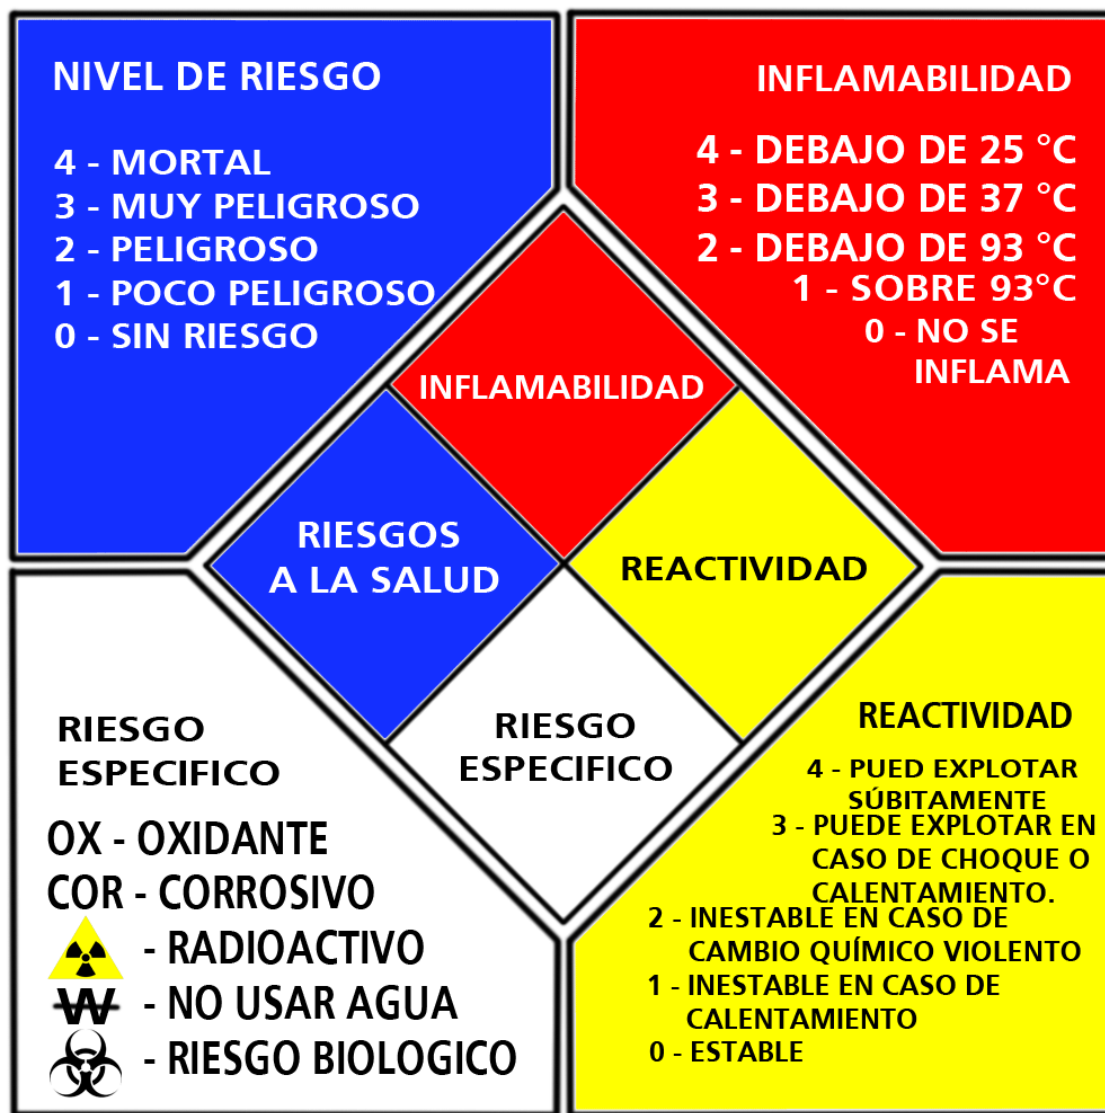 NIVEL DE RIESGO
4 - MORTAL
3 - MUY PELIGROSO
2 - PELIGROSO
1 - POCO PELIGROSO
0 - SIN RIESGO
INFLAMABILIDAD
4 - DEBAJO DE 25 °C
3 - DEBAJO DE 37 °C
2 - DEBAJO DE 93 °C
1 - SOBRE 93°C
0 - NO SE
INFLAMA
INFLAMABILIDAD
RIESGOS
A LA SALUD
REACTIVIDAD
RIESGO
ESPECIFICO
RIESGO
ESPECIFICO
OX - OXIDANTE
COR - CORROSIVO
- RADIOACTIVO
W - NO USAR AGUA
- RIESGO BIOLOGICO
REACTIVIDAD
4 - PUED EXPLOTAR
SÚBITAMENTE
3 - PUEDE EXPLOTAR EN
CASO DE CHOQUE O
CALENTAMIENTO.
2 - INESTABLE EN CASO DE
CAMBIO QUÍMICO VIOLENTO
1 - INESTABLE EN CASO DE
CALENTAMIENTO
0 - ESTABLE